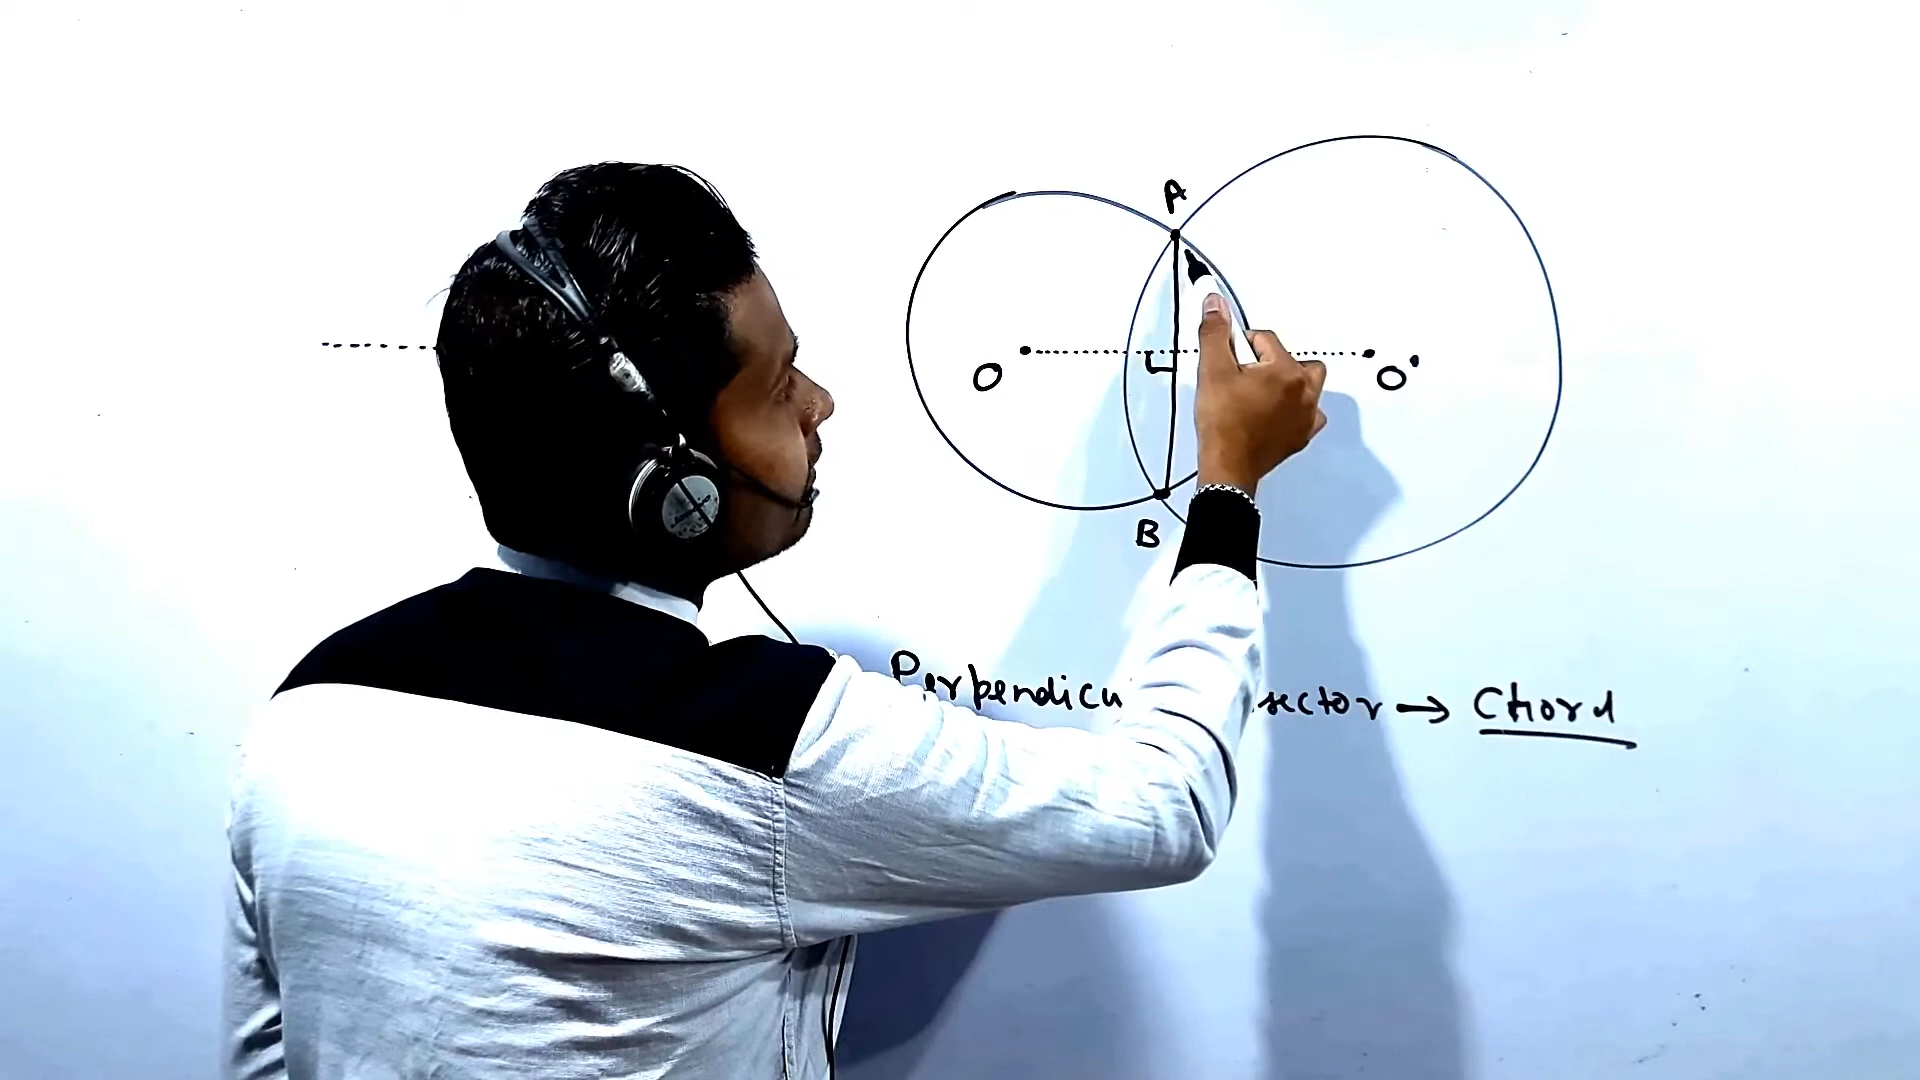 A
O O'
B
Perpendicu sector → Chord